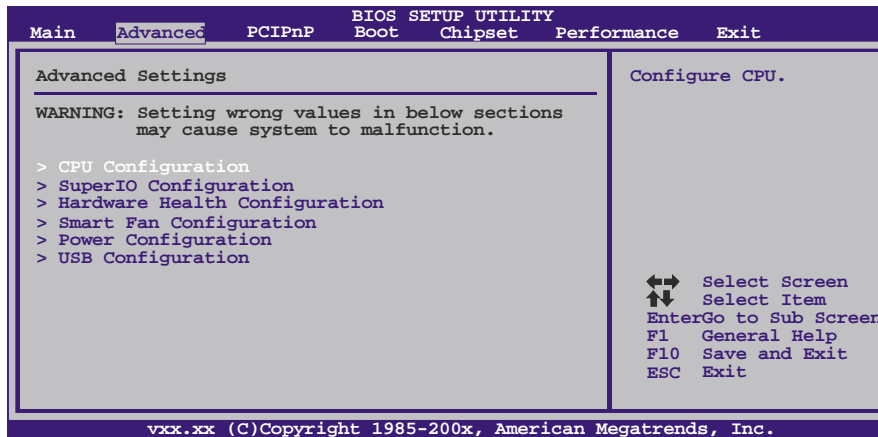 BIOS SETUP UTILITY
Main Advanced PCIPnP Boot Chipset Performance Exit
Advanced Settings
WARNING: Setting wrong values in below sections
may cause system to malfunction.
> CPU Configuration
> SuperIO Configuration
> Hardware Health Configuration
> Smart Fan Configuration
> Power Configuration
> USB Configuration
Configure CPU.
Select Screen
Select Item
EnterGo to Sub Screen
F1 General Help
F10 Save and Exit
ESC Exit
vxx.xx (C)Copyright 1985-200x, American Megatrends, Inc.